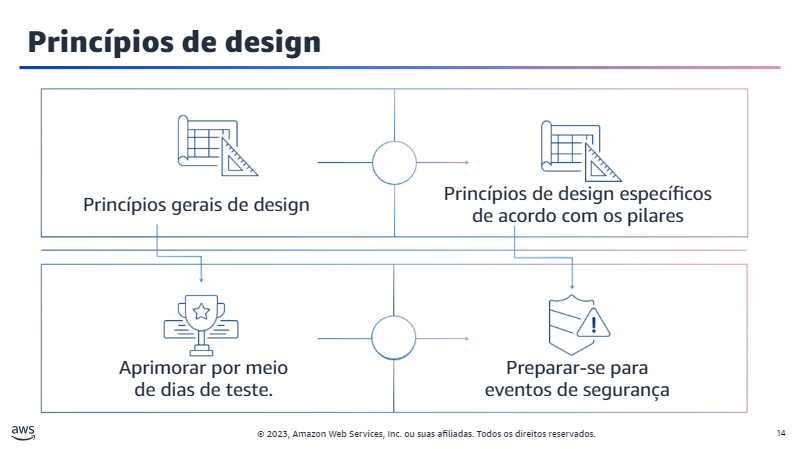 Princípios de design
Princípios gerais de design
Princípios de design específicos
de acordo com os pilares
Aprimorar por meio
de dias de teste.
Preparar-se para
eventos de segurança
aws
© 2023, Amazon Web Services, Inc. ou suas afiliadas. Todos os direitos reservados.
14